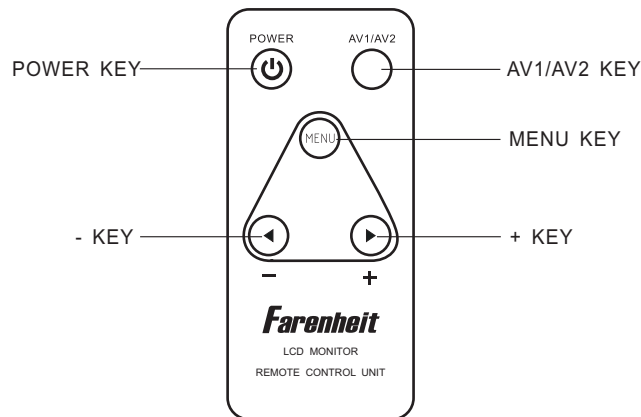 POWER AV1/AV2
POWER KEY AV1/AV2 KEY
MENU MENU KEY
- KEY + KEY
− +
Farenheit
LCD MONITOR
REMOTE CONTROL UNIT